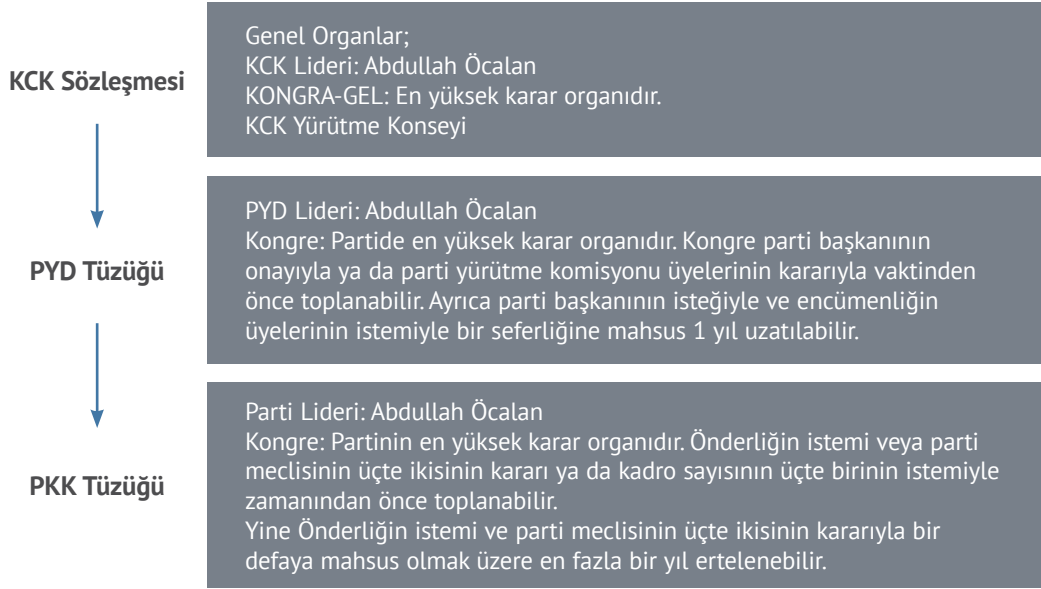 KCK Sözleşmesi
Genel Organlar;
KCK Lideri: Abdullah Öcalan
KONGRA-GEL: En yüksek karar organıdır.
KCK Yürütme Konseyi
PYD Tüzüğü
PYD Lideri: Abdullah Öcalan
Kongre: Partide en yüksek karar organıdır. Kongre parti başkanının
onayıyla ya da parti yürütme komisyonu üyelerinin kararıyla vaktinden
önce toplanabilir. Ayrıca parti başkanının isteğiyle ve encümenliğin
üyelerinin istemiyle bir seferliğine mahsus 1 yıl uzatılabilir.
PKK Tüzüğü
Parti Lideri: Abdullah Öcalan
Kongre: Partinin en yüksek karar organıdır. Önderliğin istemi veya parti
meclisinin üçte ikisinin kararı ya da kadro sayısının üçte birinin istemiyle
zamanından önce toplanabilir.
Yine Önderliğin istemi ve parti meclisinin üçte ikisinin kararıyla bir
defaya mahsus olmak üzere en fazla bir yıl ertelenebilir.